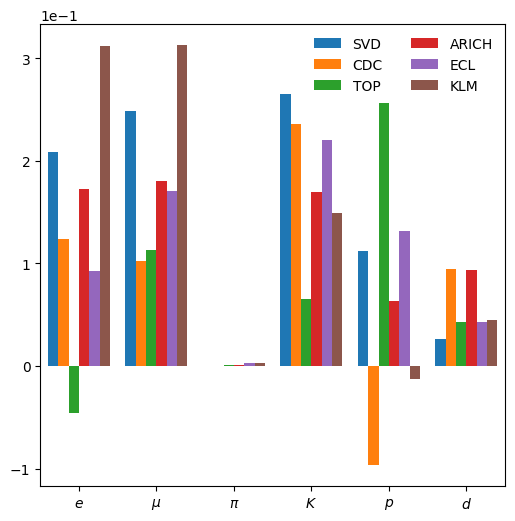 1e−1
SVD ARICH
CDC ECL
TOP KLM
3
2
1
0
−1
e μ π K p d